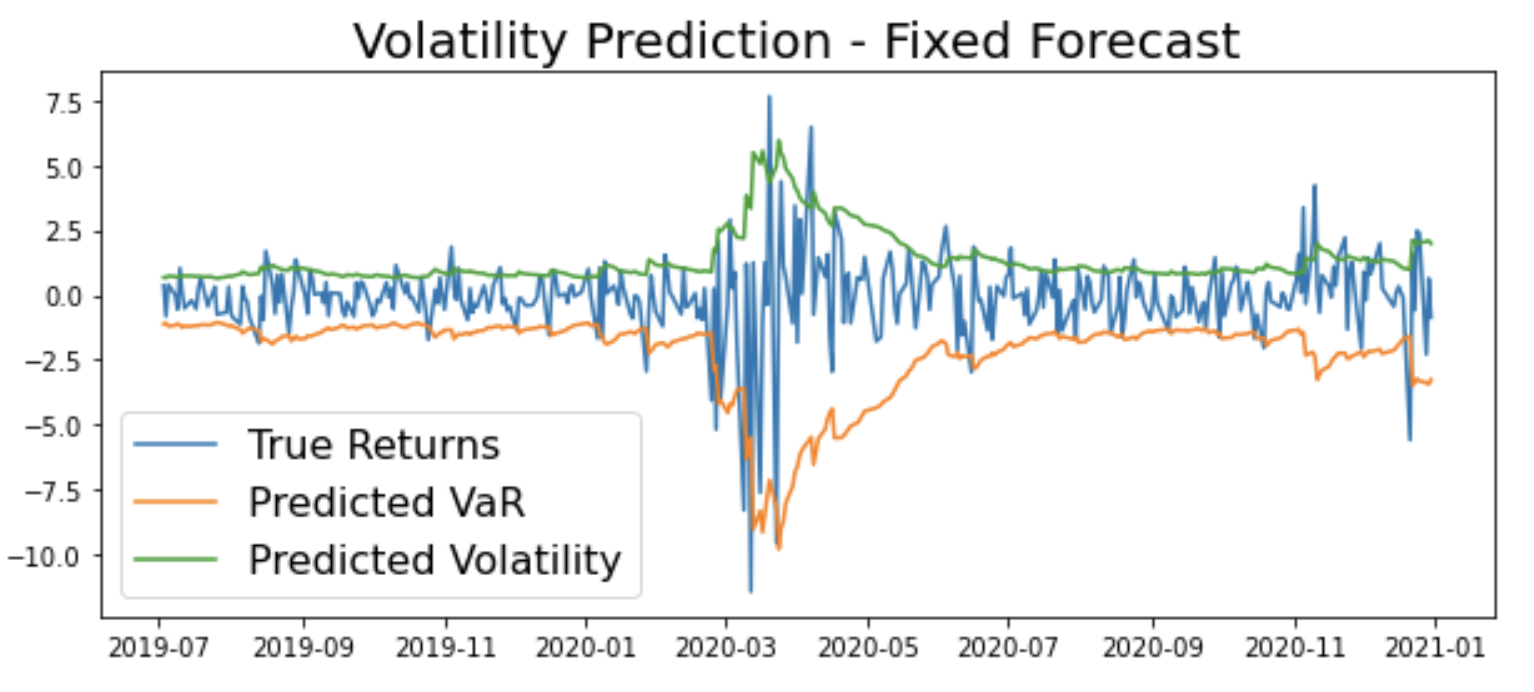 Volatility Prediction - Fixed Forecast
7.5
5.0
2.5
0.0
−2.5
−5.0
−7.5
−10.0
True Returns
Predicted VaR
Predicted Volatility
2019-07 2019-09 2019-11 2020-01 2020-03 2020-05 2020-07 2020-09 2020-11 2021-01